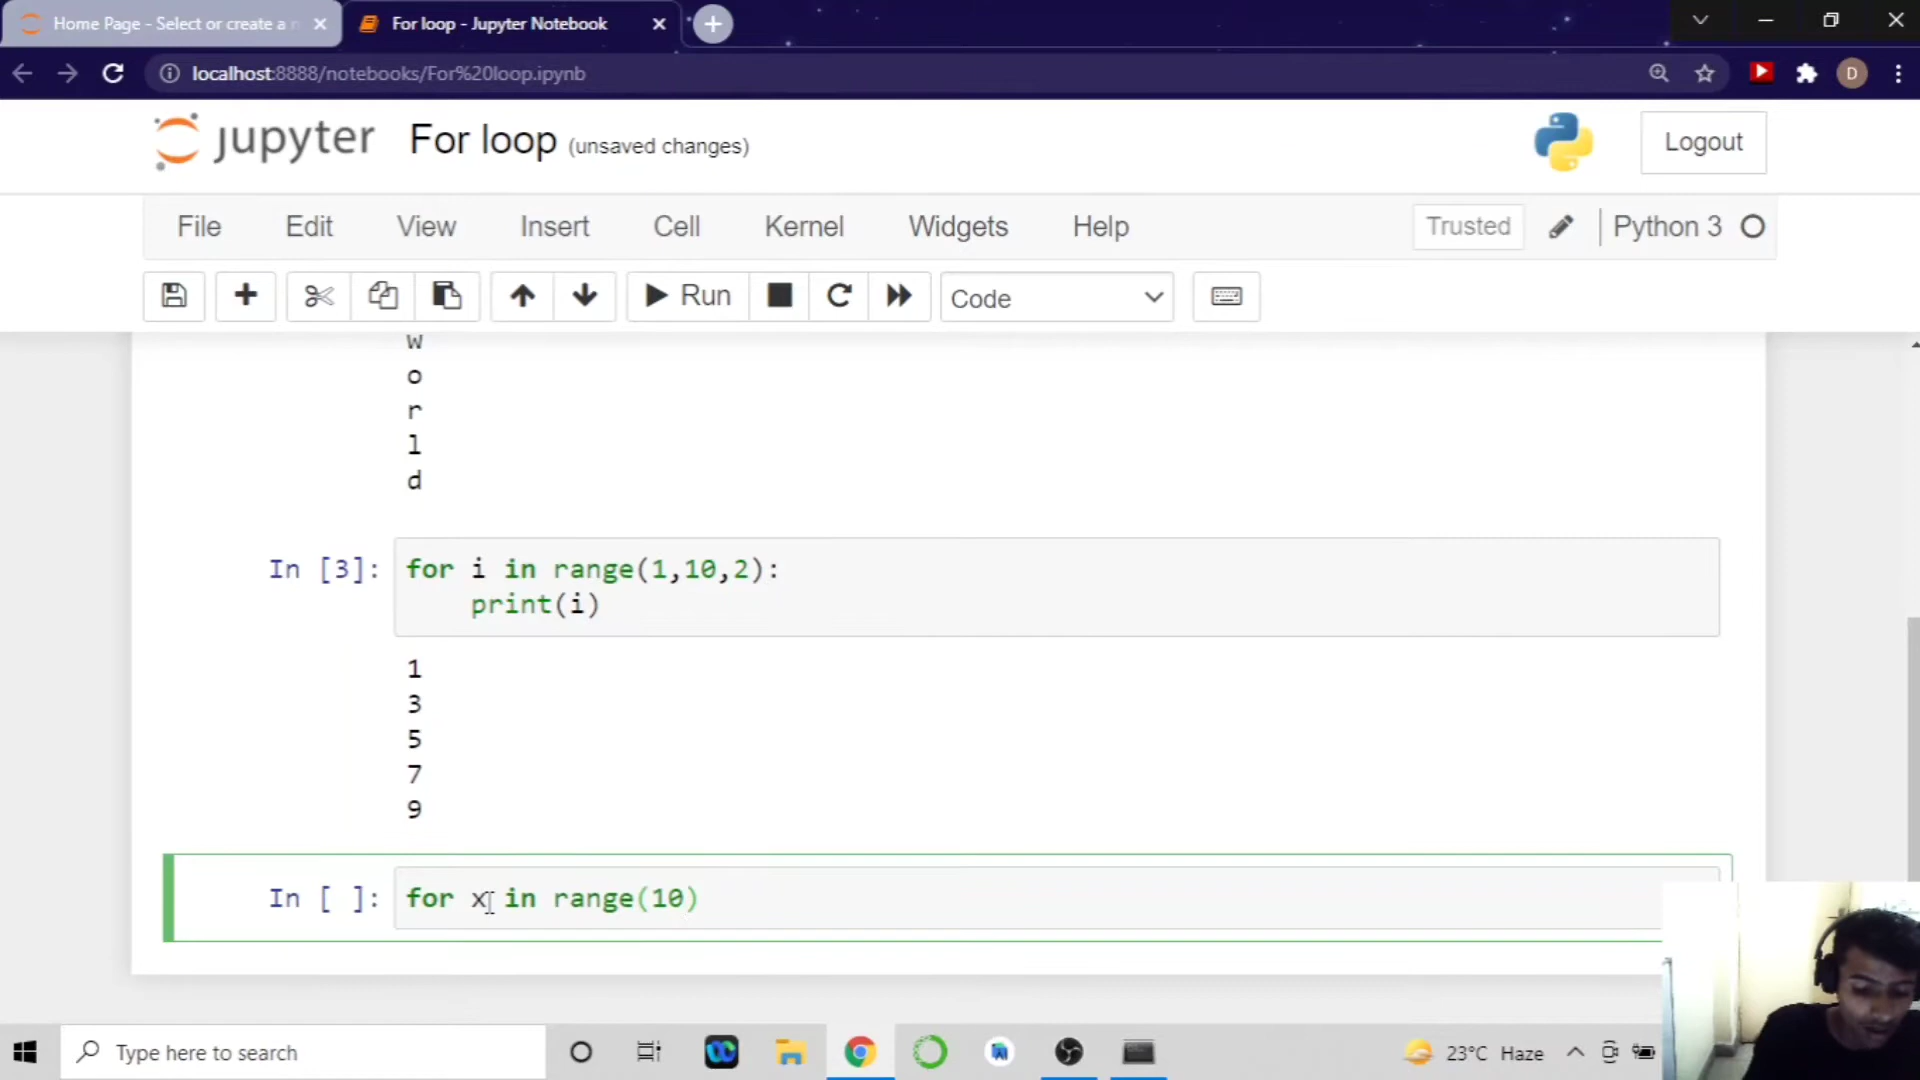 Home Page - Select or create a n
For loop - Jupyter Notebook
localhost:8888/notebooks/For%20loop.ipynb
D
jupyter
For loop (unsaved changes)
Logout
File Edit View Insert Cell Kernel Widgets Help
Trusted
Python 3
Run
Code
w
o
r
l
d
In [3]: for i in range(1,10,2):
print(i)
1
3
5
7
9
In [ ]: for x in range(10)
Type here to search
23°C Haze